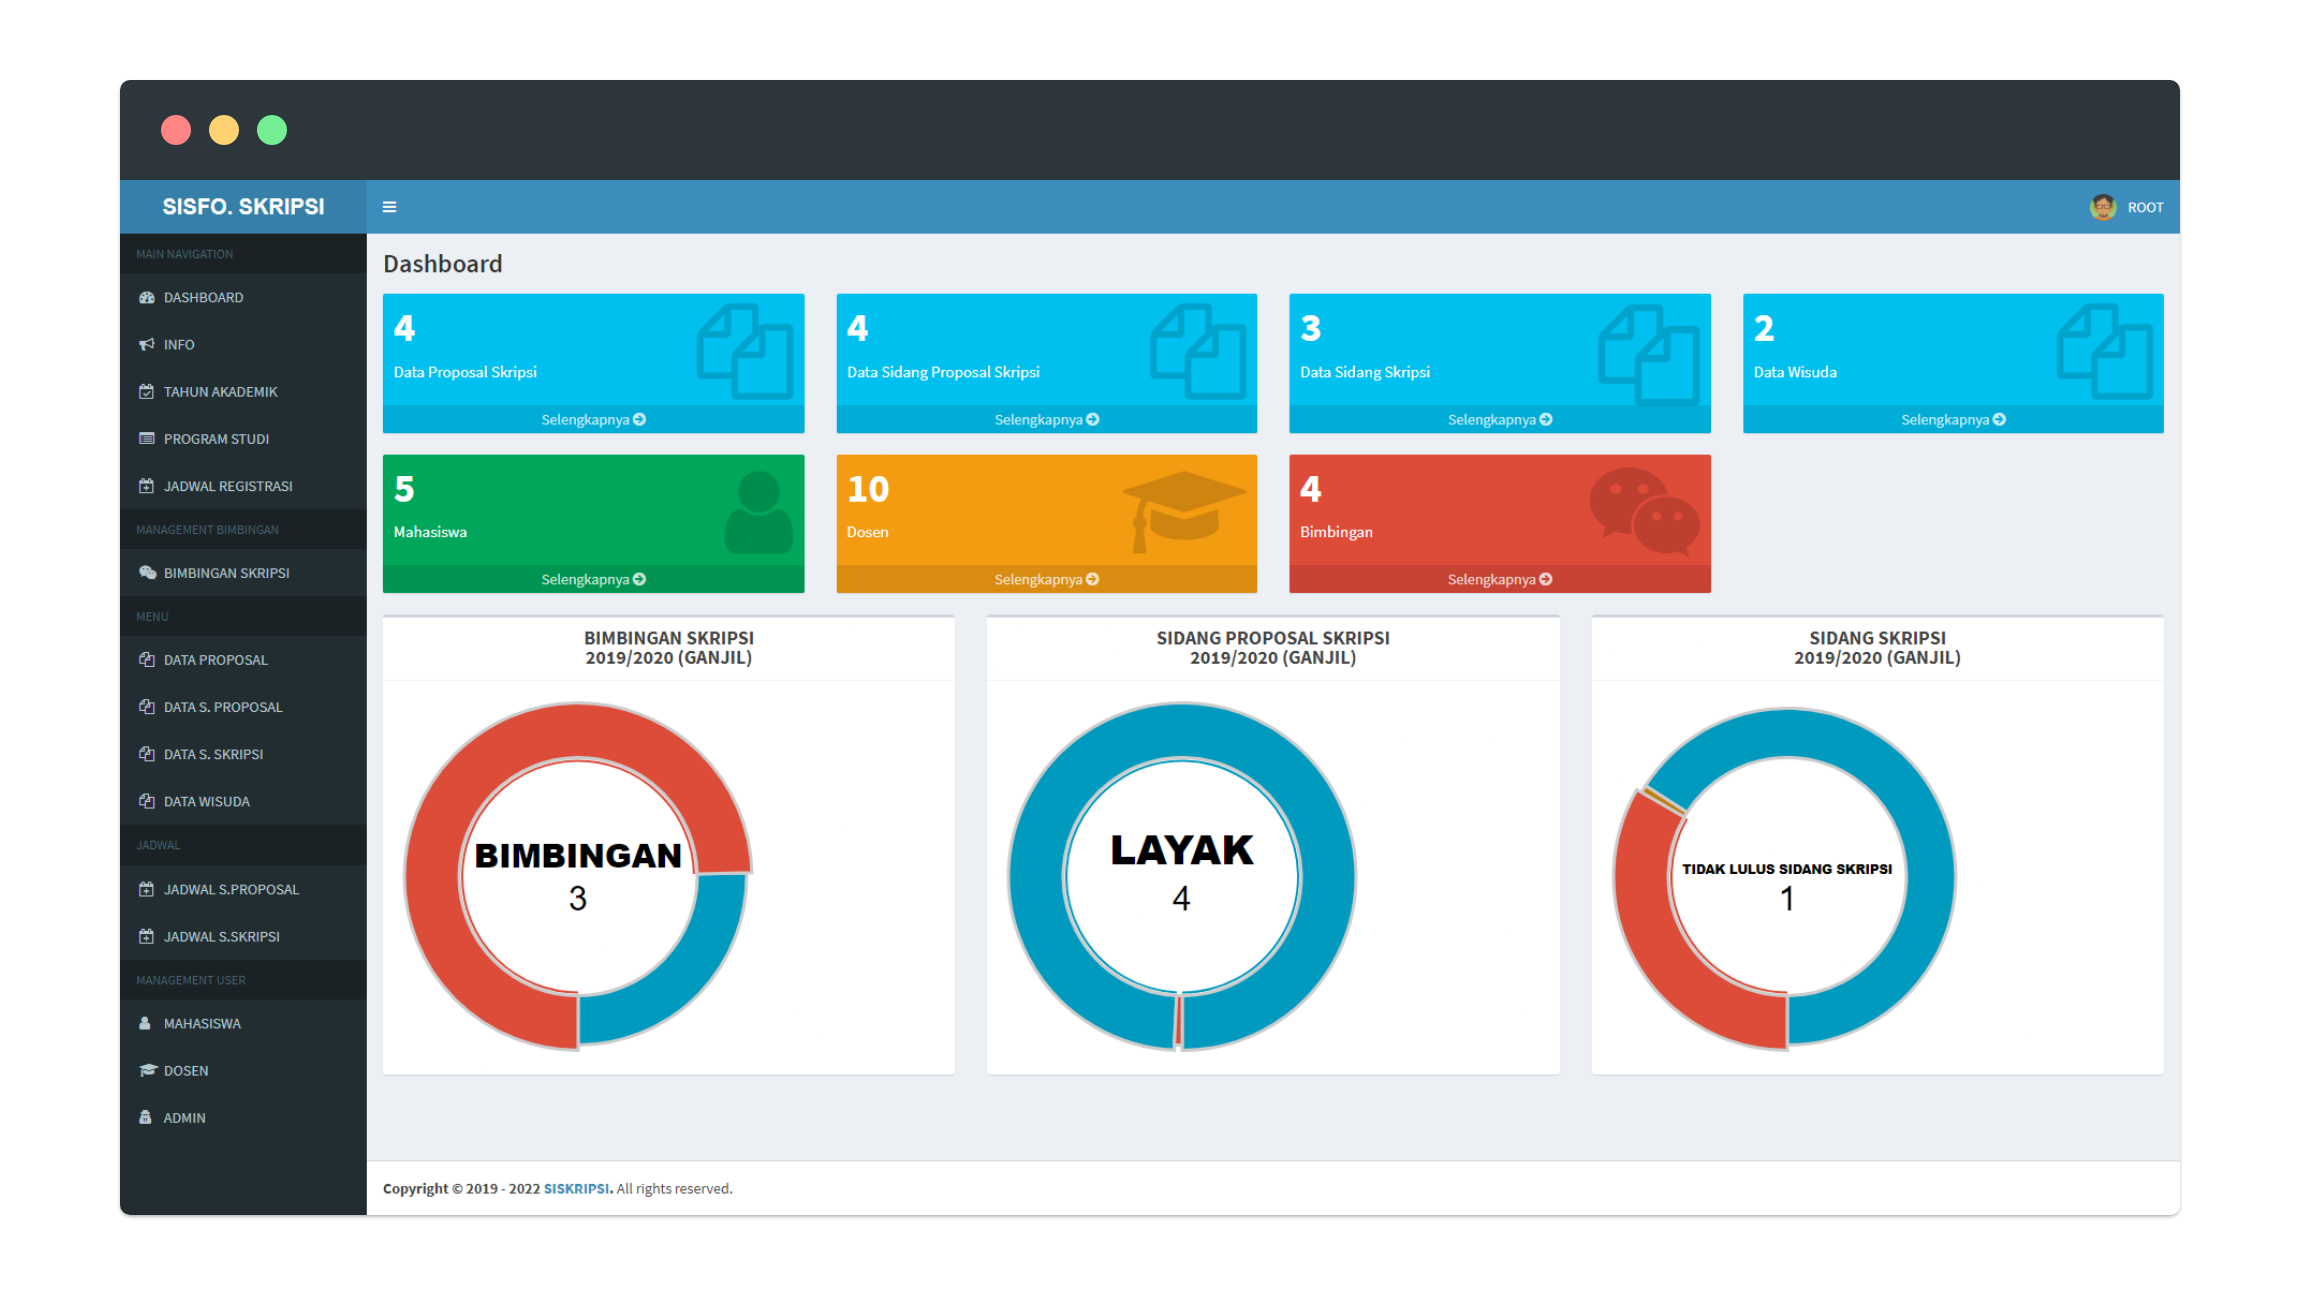 SISFO. SKRIPSI
ROOT
MAIN NAVIGATION
DASHBOARD
INFO
TAHUN AKADEMIK
PROGRAM STUDI
JADWAL REGISTRASI
MANAGEMENT BIMBINGAN
BIMBINGAN SKRIPSI
MENU
DATA PROPOSAL
DATA S. PROPOSAL
DATA S. SKRIPSI
DATA WISUDA
JADWAL
JADWAL S.PROPOSAL
JADWAL S.SKRIPSI
MANAGEMENT USER
MAHASISWA
DOSEN
ADMIN
Dashboard
4
Data Proposal Skripsi
Selengkapnya
4
Data Sidang Proposal Skripsi
Selengkapnya
3
Data Sidang Skripsi
Selengkapnya
2
Data Wisuda
Selengkapnya
5
Mahasiswa
Selengkapnya
10
Dosen
Selengkapnya
4
Bimbingan
Selengkapnya
BIMBINGAN SKRIPSI
2019/2020 (GANJIL)
BIMBINGAN
3
SIDANG PROPOSAL SKRIPSI
2019/2020 (GANJIL)
LAYAK
4
SIDANG SKRIPSI
2019/2020 (GANJIL)
TIDAK LULUS SIDANG SKRIPSI
1
Copyright © 2019 - 2022 SISKRIPSI. All rights reserved.